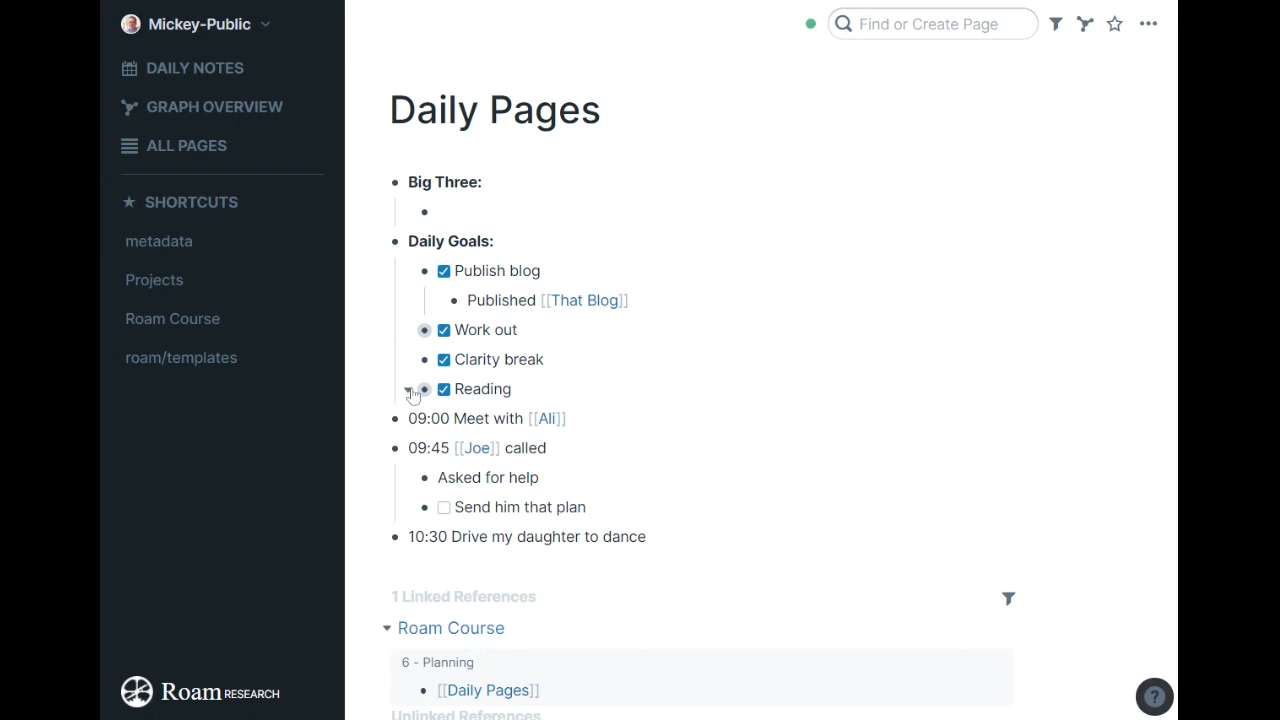 Mickey-Public
Find or Create Page
DAILY NOTES
GRAPH OVERVIEW
ALL PAGES
SHORTCUTS
metadata
Projects
Roam Course
roam/templates
Roam RESEARCH
Daily Pages
Big Three:
Daily Goals:
Publish blog
Published [[That Blog]]
Work out
Clarity break
Reading
09:00 Meet with [[Ali]]
09:45 [[Joe]] called
Asked for help
Send him that plan
10:30 Drive my daughter to dance
1 Linked References
Roam Course
6 - Planning
[[Daily Pages]]
Unlinked References
?